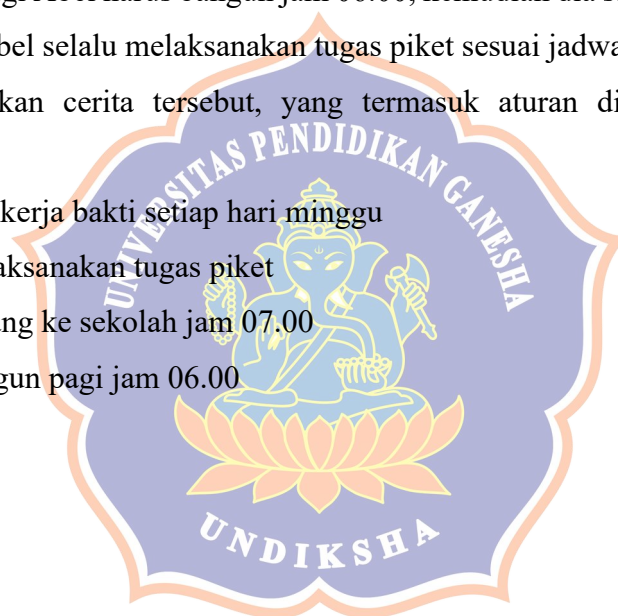 Abel harus bangun jam 06.00, kemudian dia
bel selalu melaksanakan tugas piket sesuai jadwa
kan cerita tersebut, yang termasuk aturan di
kerja bakti setiap hari minggu
aksanakan tugas piket
ng ke sekolah jam 07.00
gun pagi jam 06.00
UNIVERSITAS PENDIDIKAN GANESHA
UNDIKSHA